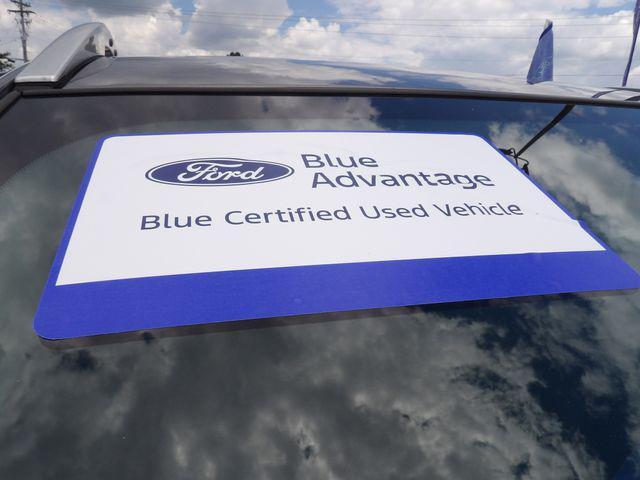 Ford Blue
Advantage
Blue Certified Used Vehicle